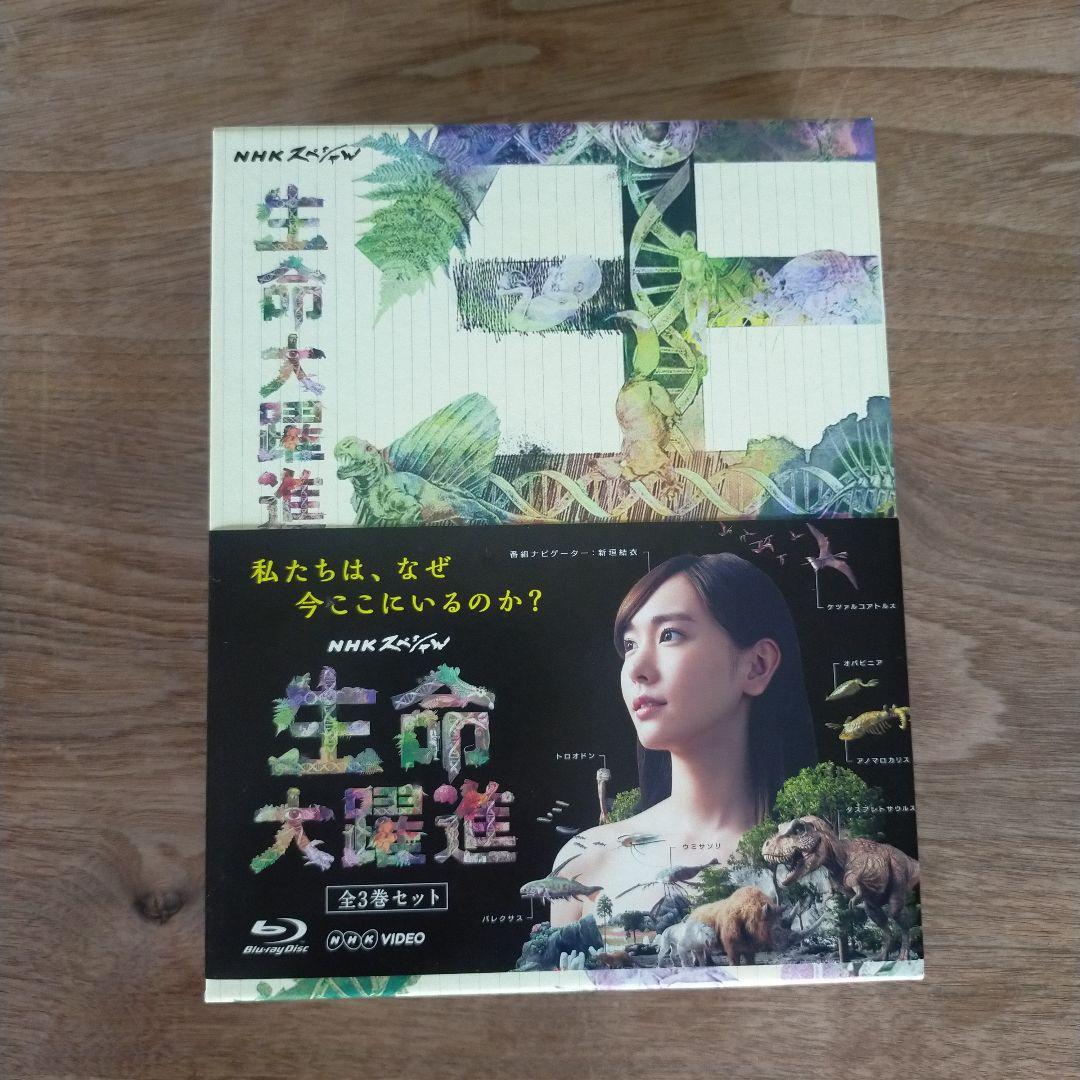 NHKスペシャル
生命大躍進
私たちは、なぜ
今ここにいるのか？
NHKスペシャル
生命
大躍進
全3巻セット
Blu-ray Disc
NHK VIDEO
番組ナビゲーター：新垣結衣
ケツァルコアトルス
オパビニア
アノマロカリス
トロオドン
ダスプレトサウルス
ウミサソリ
パレクサス